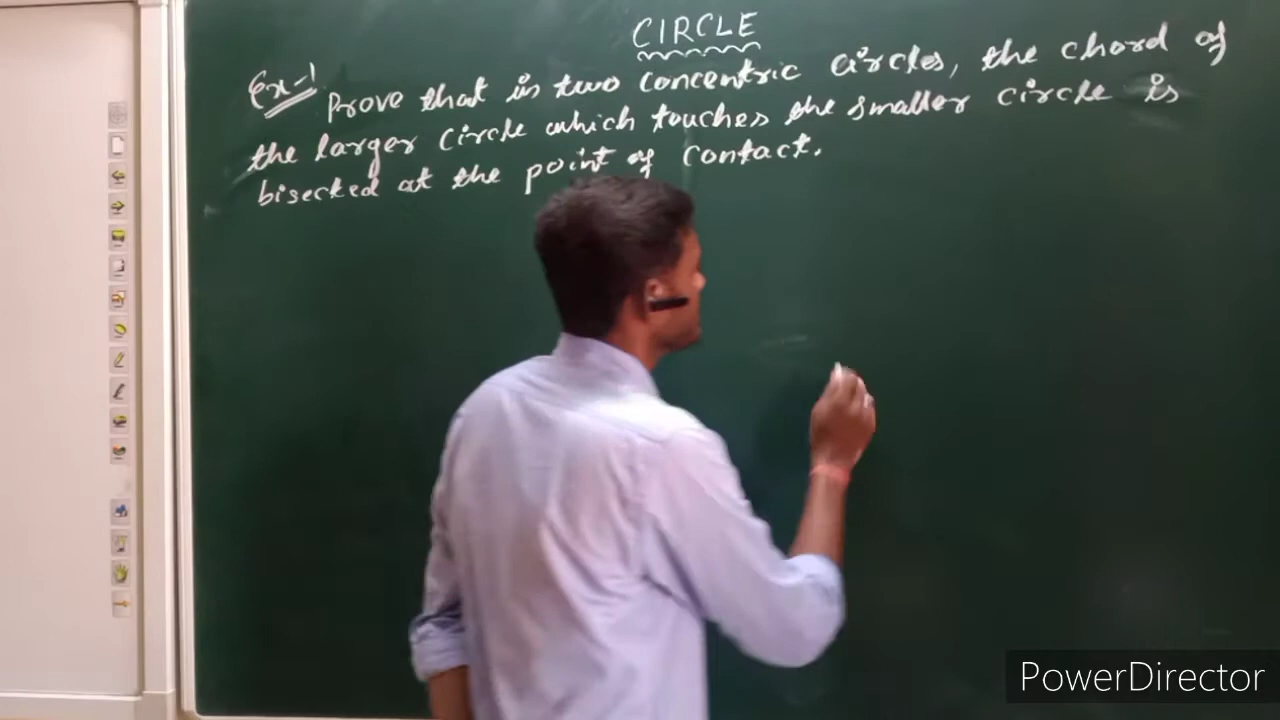 CIRCLE
Ex-1 Prove that in two concentric circles, the chord of
the larger circle which touches the smaller circle is
bisected at the point of contact.
PowerDirector